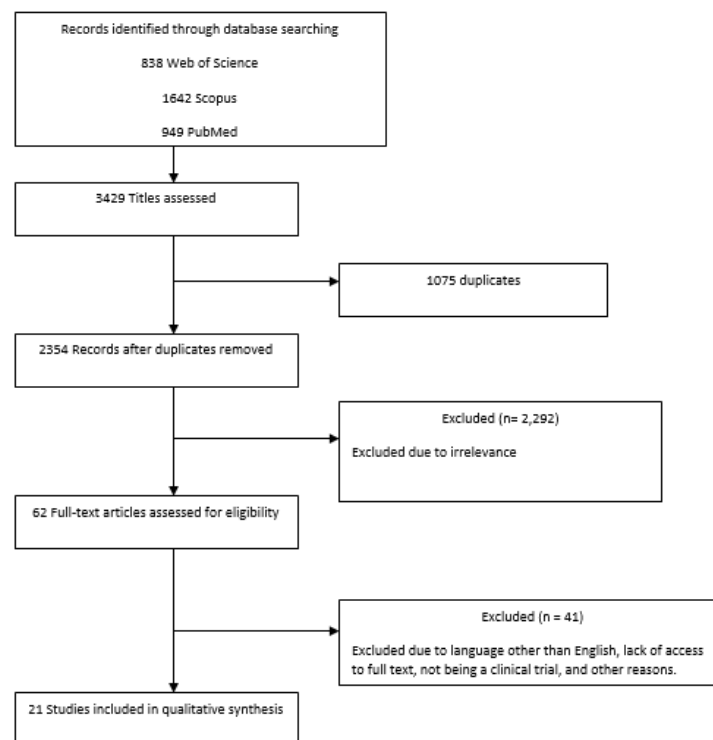 Records identified through database searching
838 Web of Science
1642 Scopus
949 PubMed
3429 Titles assessed
1075 duplicates
2354 Records after duplicates removed
Excluded (n= 2,292)
Excluded due to irrelevance
62 Full-text articles assessed for eligibility
Excluded (n = 41)
Excluded due to language other than English, lack of access
to full text, not being a clinical trial, and other reasons.
21 Studies included in qualitative synthesis